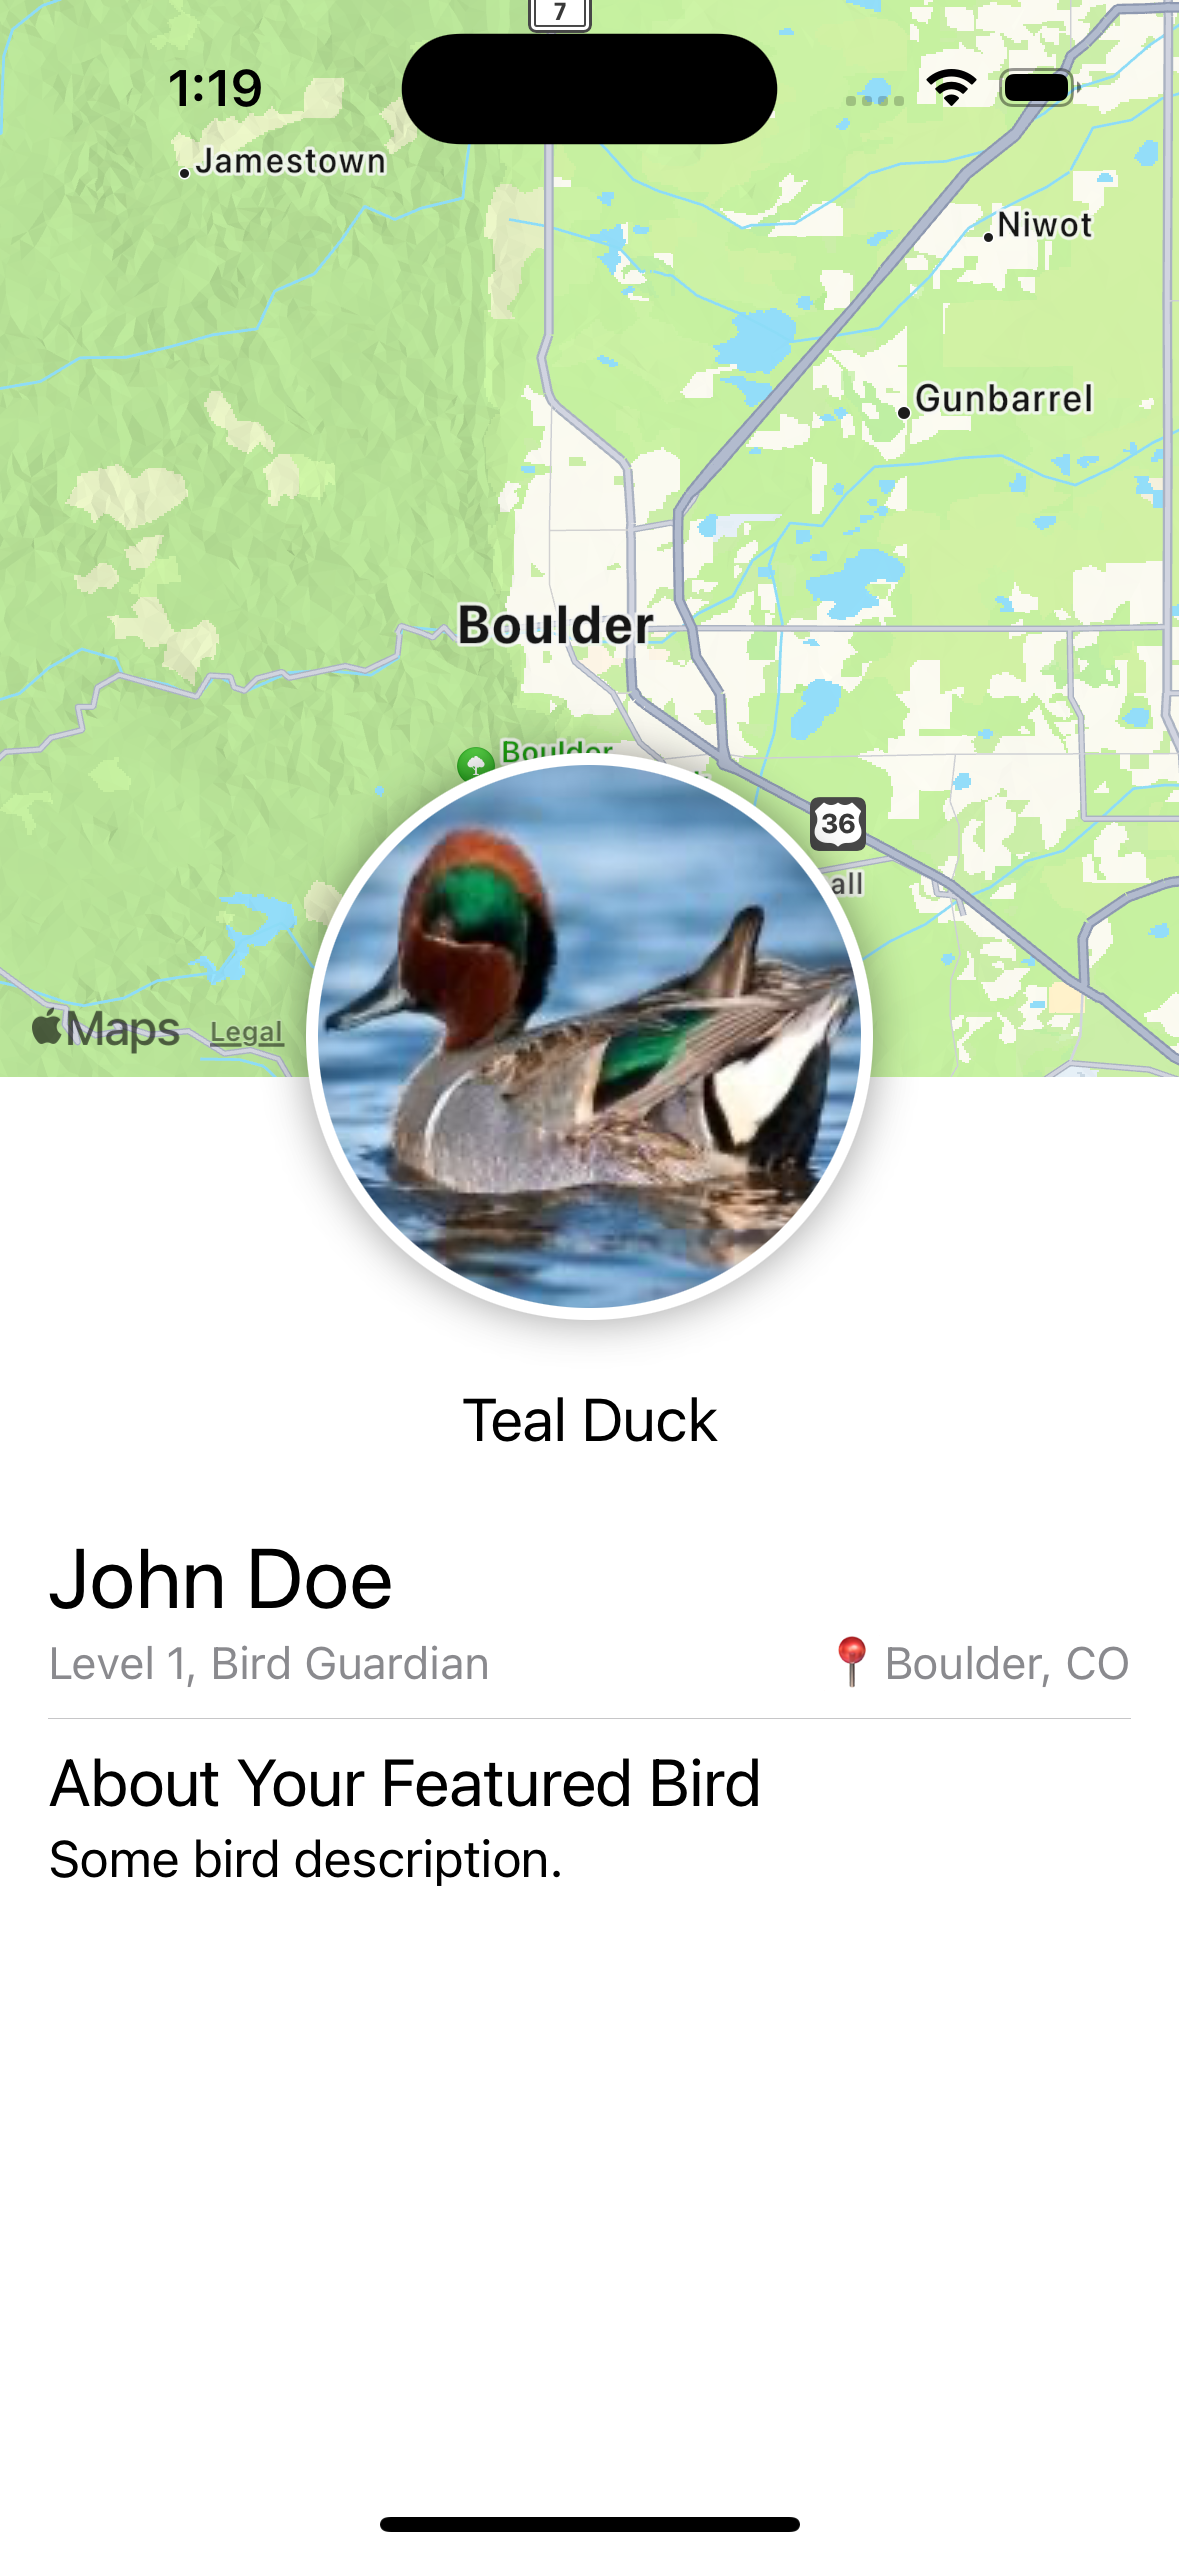 7
1:19
Jamestown
Niwot
Gunbarrel
Boulder
Boulder
36
all
Maps Legal
Teal Duck
John Doe
Level 1, Bird Guardian 📍 Boulder, CO
About Your Featured Bird
Some bird description.